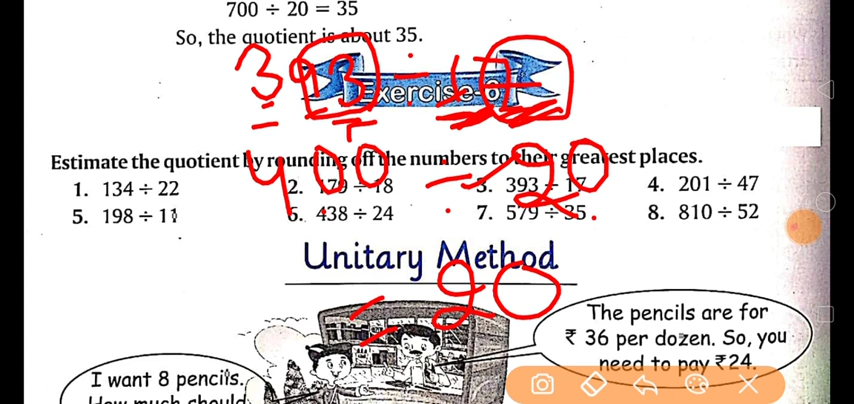 700 ÷ 20 = 35
So, the quotient is about 35.
393 ÷ 17
Exercise-6
400 ÷ 20
Estimate the quotient by rounding off the numbers to their greatest places.
1. 134 ÷ 22 2. 179 ÷ 18 3. 393 ÷ 17 4. 201 ÷ 47
5. 198 ÷ 11 6. 438 ÷ 24 7. 579 ÷ 35. 8. 810 ÷ 52
Unitary Method
= 20
The pencils are for
₹ 36 per dozen. So, you
need to pay ₹24.
I want 8 pencils.
How much should